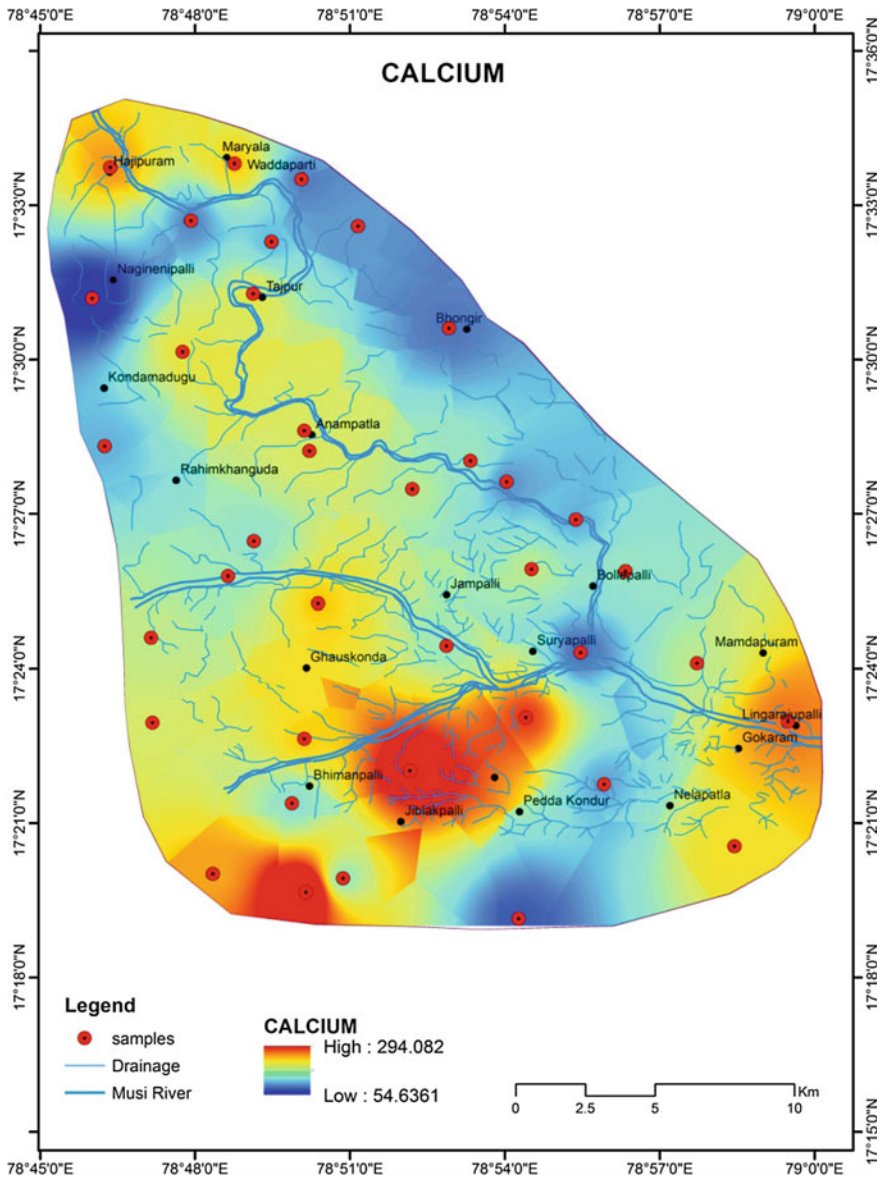 78°45'0"E 78°48'0"E 78°51'0"E 78°54'0"E 78°57'0"E 79°0'0"E
17°36'0"N 17°36'0"N
CALCIUM
Maryala
Hajipuram Waddaparti
17°33'0"N 17°33'0"N
Naginenipalli
Tajpur
Bhongir
17°30'0"N 17°30'0"N
Kondamadugu
Anampatla
Rahimkhanguda
17°27'0"N 17°27'0"N
Jampalli Bollepalli
Suryapalli Mamdapuram
17°24'0"N 17°24'0"N
Ghauskonda
Lingarajupalli
Gokaram
Bhimanpalli
Pedda Kondur Nelapatla
17°21'0"N 17°21'0"N
Jiblakpalli
17°18'0"N 17°18'0"N
Legend
samples
Drainage
Musi River
CALCIUM
High : 294.082
Low : 54.6361
Km
0 2.5 5 10
17°15'0"N 17°15'0"N
78°45'0"E 78°48'0"E 78°51'0"E 78°54'0"E 78°57'0"E 79°0'0"E